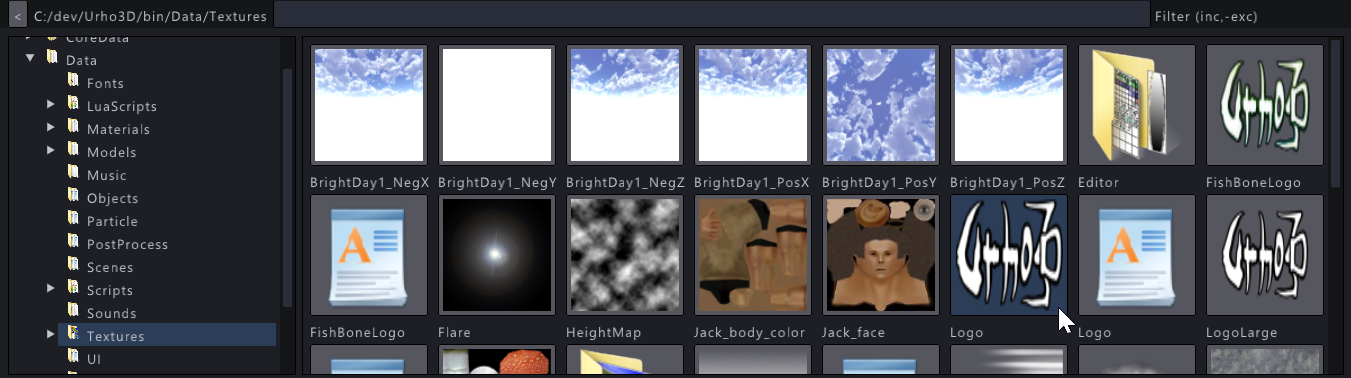 < C:/dev/Urho3D/bin/Data/Textures Filter (inc,-exc)
CoreData
Data
Fonts
LuaScripts
Materials
Models
Music
Objects
Particle
PostProcess
Scenes
Scripts
Sounds
Textures
UI
BrightDay1_NegX BrightDay1_NegY BrightDay1_NegZ BrightDay1_PosX BrightDay1_PosY BrightDay1_PosZ Editor FishBoneLogo
A A
FishBoneLogo Flare HeightMap Jack_body_color Jack_face Logo Logo LogoLarge